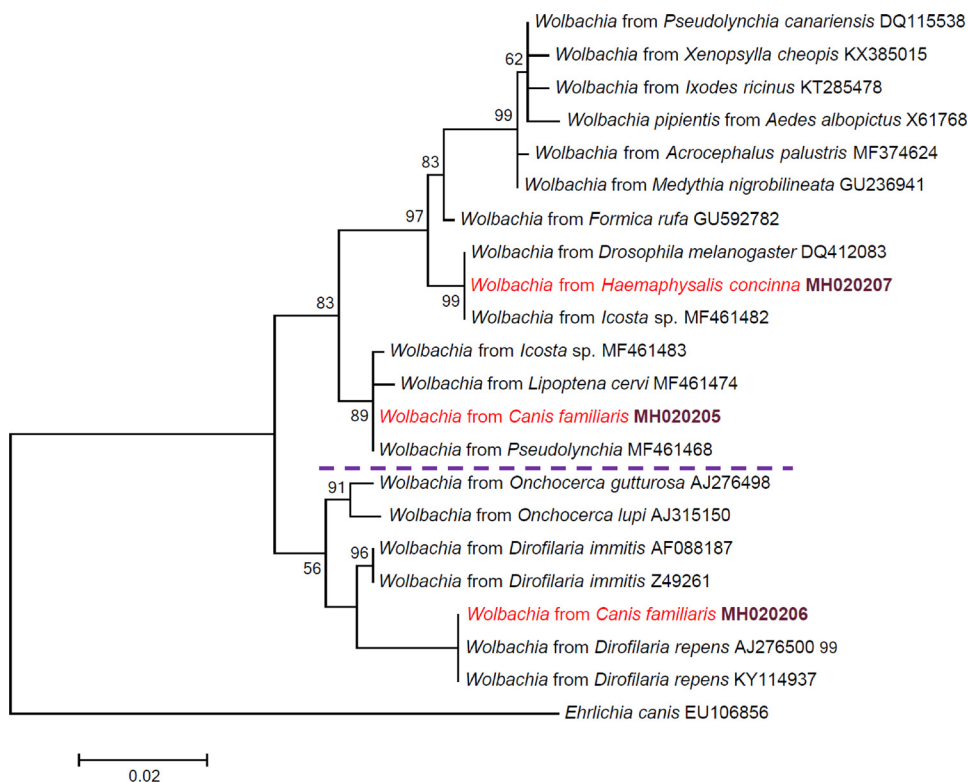 Wolbachia from Pseudolynchia canariensis DQ115538
62
Wolbachia from Xenopsylla cheopis KX385015
Wolbachia from Ixodes ricinus KT285478
99
Wolbachia pipientis from Aedes albopictus X61768
Wolbachia from Acrocephalus palustris MF374624
83
Wolbachia from Medythia nigrobilineata GU236941
97
Wolbachia from Formica rufa GU592782
Wolbachia from Drosophila melanogaster DQ412083
Wolbachia from Haemaphysalis concinna MH020207
99
83
Wolbachia from Icosta sp. MF461482
Wolbachia from Icosta sp. MF461483
Wolbachia from Lipoptena cervi MF461474
89
Wolbachia from Canis familiaris MH020205
Wolbachia from Pseudolynchia MF461468
Wolbachia from Onchocerca gutturosa AJ276498
91
Wolbachia from Onchocerca lupi AJ315150
96
Wolbachia from Dirofilaria immitis AF088187
56
Wolbachia from Dirofilaria immitis Z49261
Wolbachia from Canis familiaris MH020206
Wolbachia from Dirofilaria repens AJ276500 99
Wolbachia from Dirofilaria repens KY114937
Ehrlichia canis EU106856
0.02